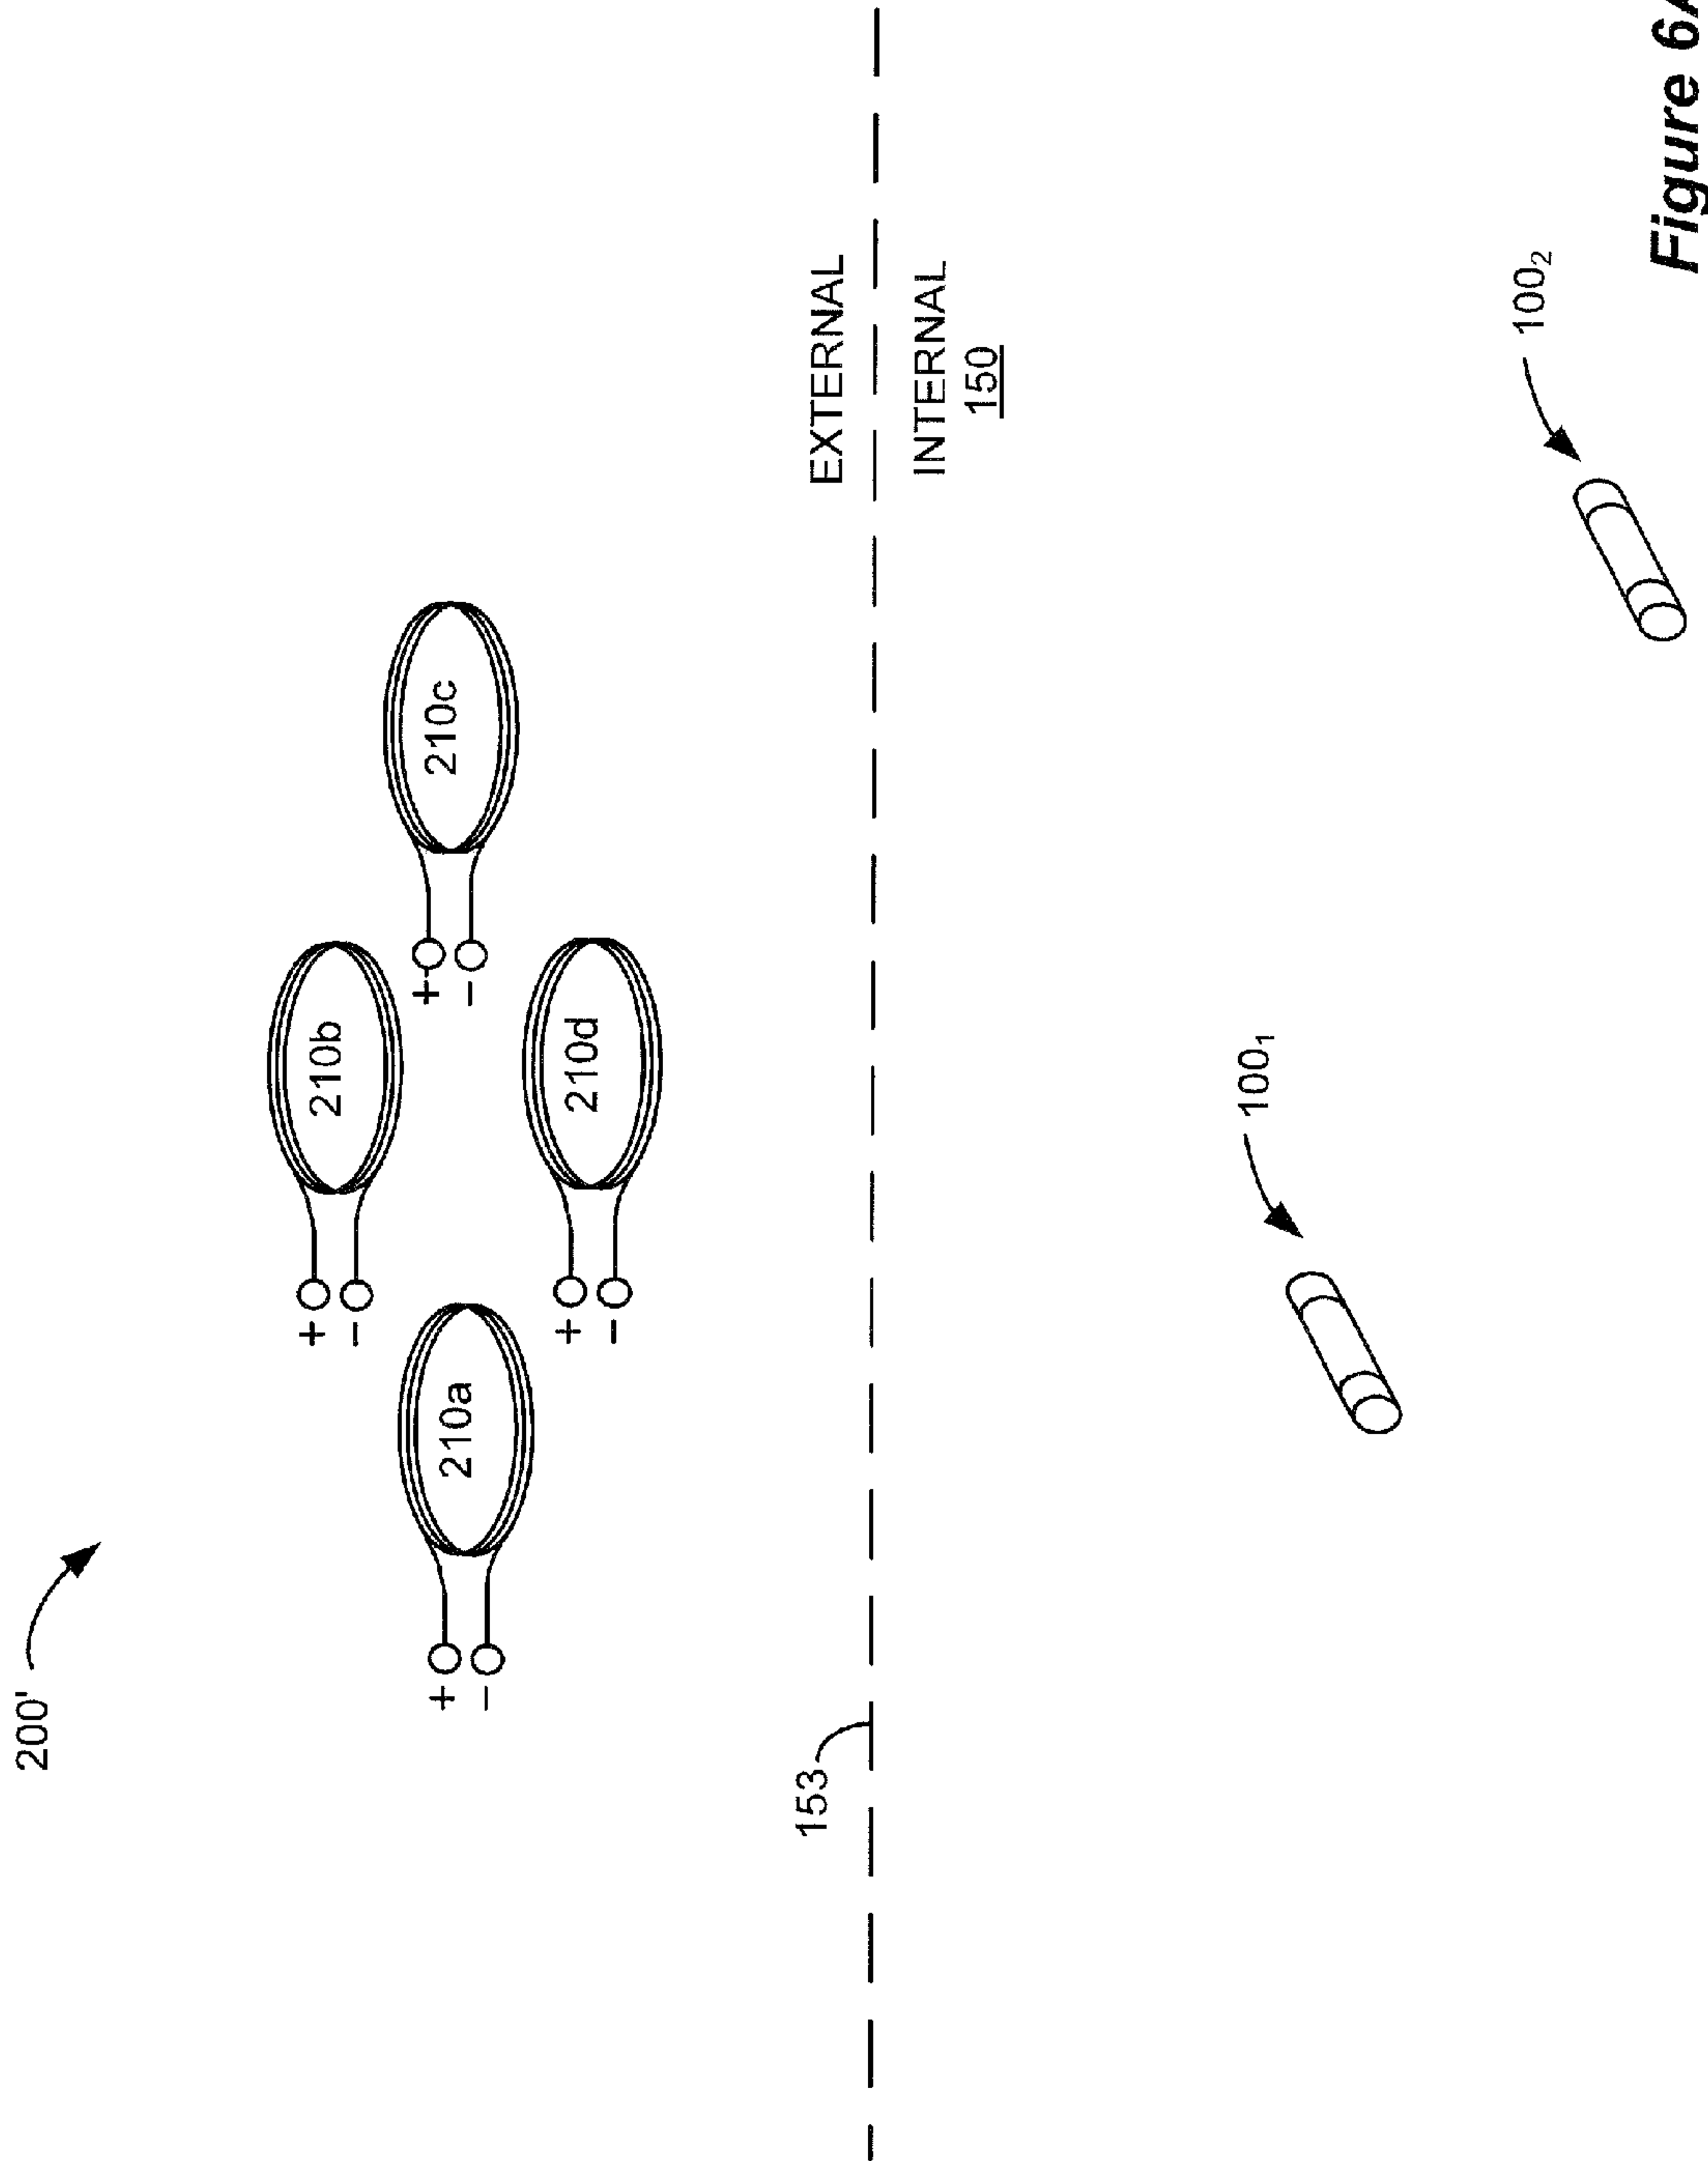 200'
210b
+
−
210a
+
−
210c
+
−
210d
+
−
153
EXTERNAL
INTERNAL
150
100₁
100₂
Figure 6A